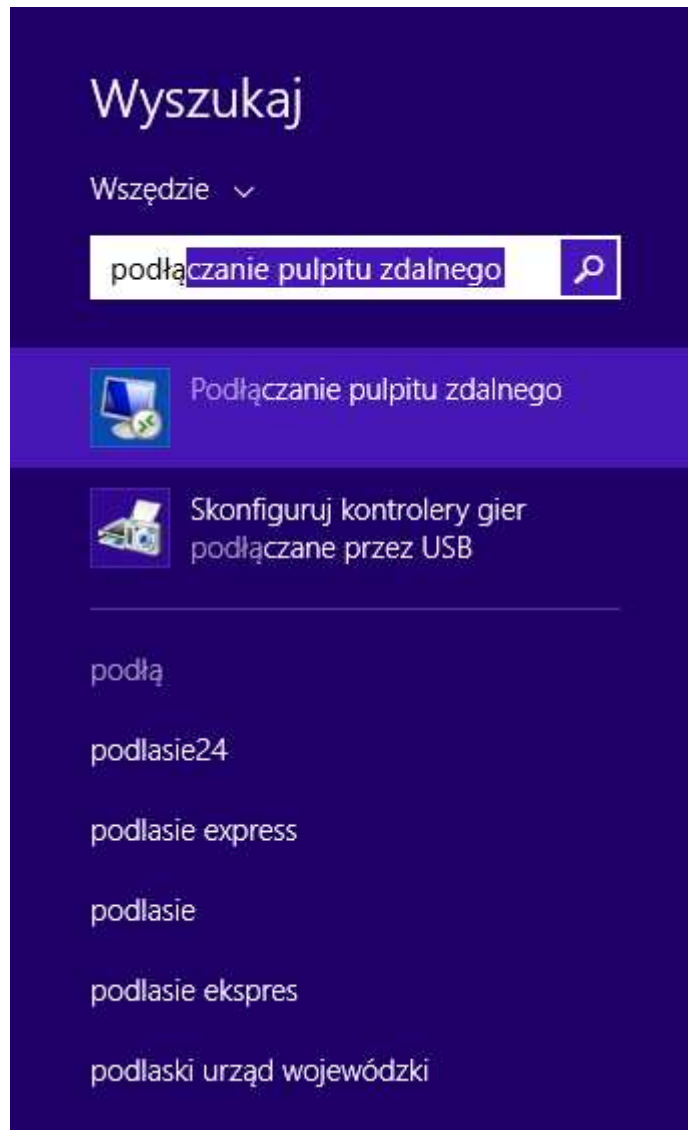 Wyszukaj
Wszędzie
podłączanie pulpitu zdalnego
Podłączanie pulpitu zdalnego
Skonfiguruj kontrolery gier
podłączane przez USB
podłą
podlasie24
podlasie express
podlasie
podlasie ekspres
podlaski urząd wojewódzki